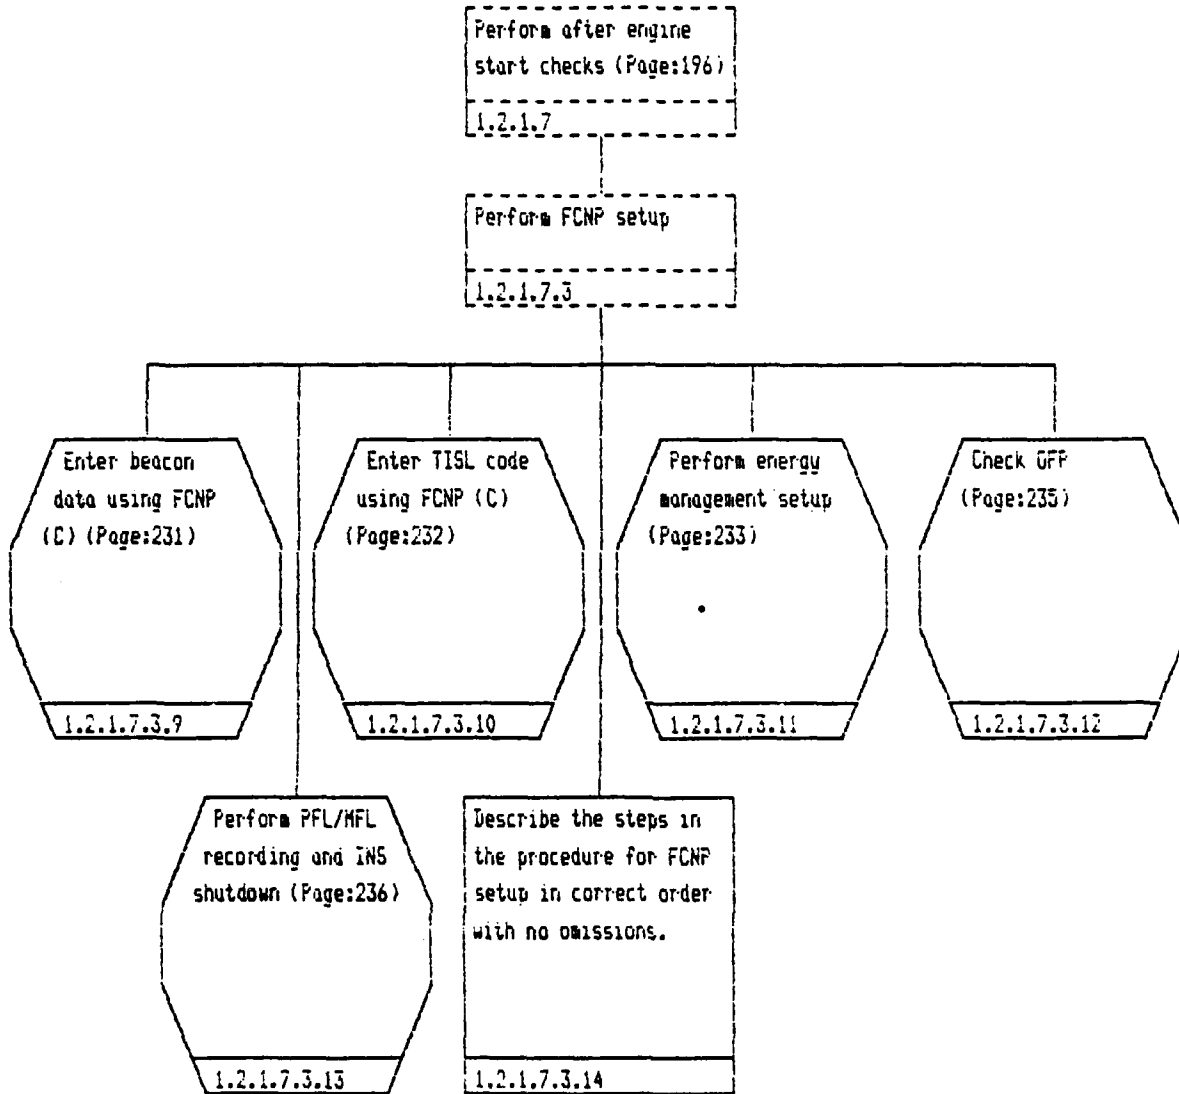 Perform after engine
start checks (Page:196)
1.2.1.7
Perform FCNP setup
1.2.1.7.3
Enter beacon
data using FCNP
(C) (Page:231)
1.2.1.7.3.9
Enter TISL code
using FCNP (C)
(Page:232)
1.2.1.7.3.10
Perform energy
management setup
(Page:233)
1.2.1.7.3.11
Check OFP
(Page:235)
1.2.1.7.3.12
Perform PFL/MFL
recording and INS
shutdown (Page:236)
1.2.1.7.3.13
Describe the steps in
the procedure for FCNP
setup in correct order
with no omissions.
1.2.1.7.3.14